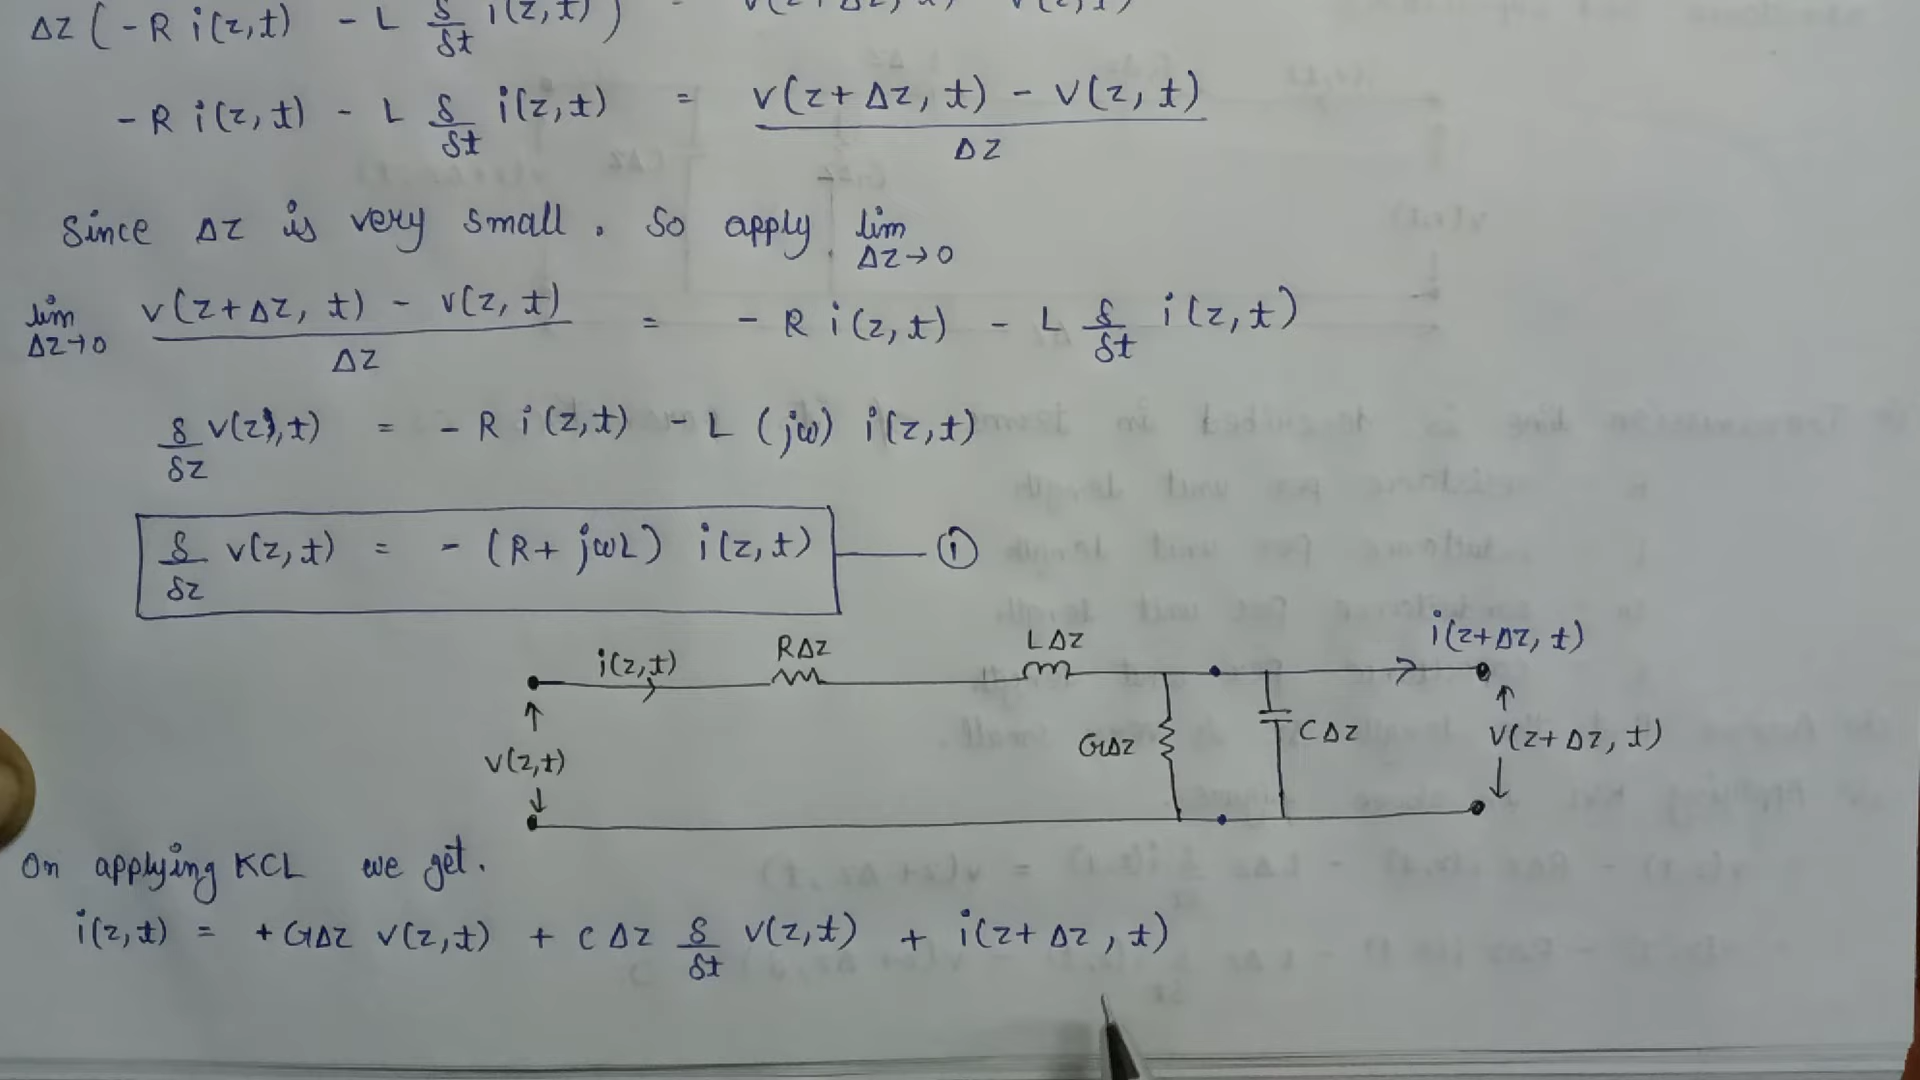 ΔZ (-R i(z,t) - L δ/δt i(z,t))
-R i(z,t) - L δ/δt i(z,t) = v(z+Δz, t) - v(z, t) / ΔZ
Since ΔZ is very small. So apply lim ΔZ→0
lim ΔZ→0 v(z+Δz, t) - v(z, t) / ΔZ = - R i(z,t) - L δ/δt i(z,t)
δ/δz v(z,t) = - R i(z,t) - L (jω) i(z,t)
δ/δz v(z,t) = - (R + jωL) i(z,t) ①
i(z,t) RΔZ LΔZ i(z+Δz, t)
v(z,t) GΔZ CΔZ v(z+Δz, t)
On applying KCL we get.
i(z,t) = +GΔZ v(z,t) + CΔZ δ/δt v(z,t) + i(z+Δz, t)